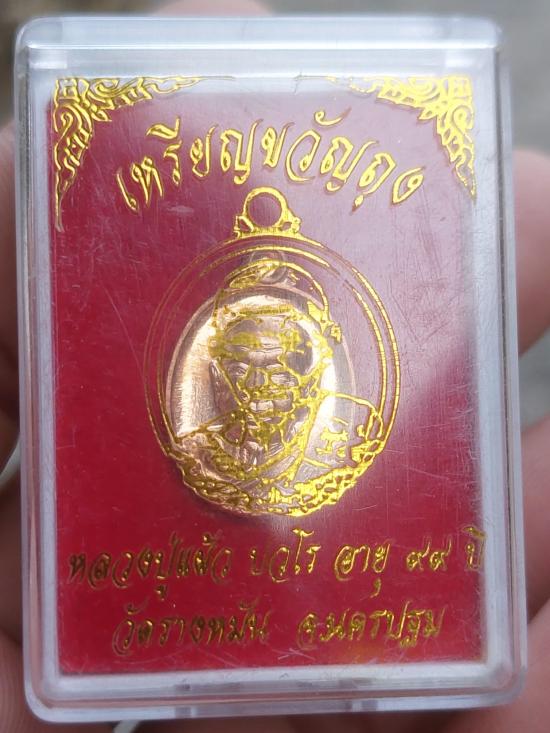 เหรียญขวัญถุง
หลวงปู่แผ้ว ปวโร อายุ ๙๙ ปี
วัดรางหมัน จ.นครปฐม